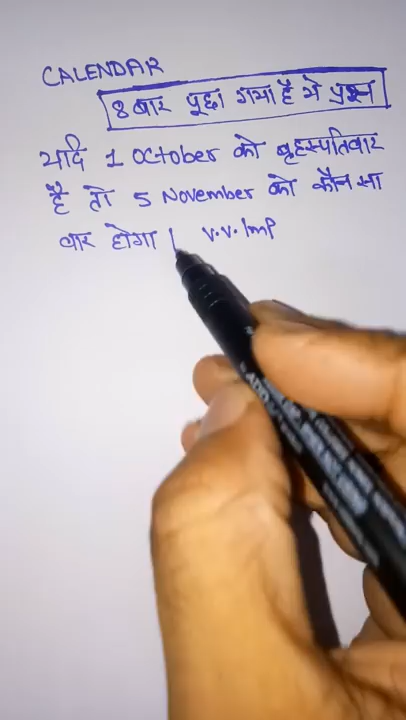 CALENDAR
8 बार पूछा गया है ये प्रश्न
यदि 1 October को बृहस्पतिवार
है तो 5 November को कौन सा
वार होगा | V.V. Imp